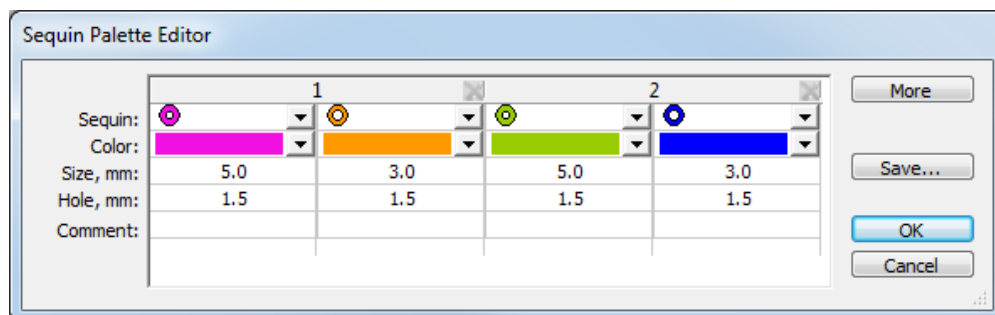 Sequin Palette Editor
1 2 More
Sequin:
Color:
Size, mm: 5.0 3.0 5.0 3.0 Save...
Hole, mm: 1.5 1.5 1.5 1.5
Comment: OK
Cancel